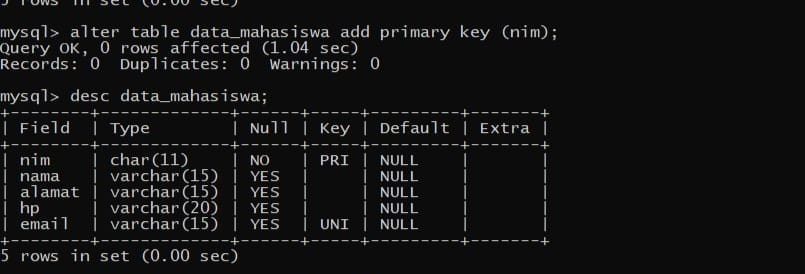 5 rows in set (0.00 sec)
mysql> alter table data_mahasiswa add primary key (nim);
Query OK, 0 rows affected (1.04 sec)
Records: 0  Duplicates: 0  Warnings: 0
mysql> desc data_mahasiswa;
+--------+-------------+------+-----+---------+-------+
| Field  | Type        | Null | Key | Default | Extra |
+--------+-------------+------+-----+---------+-------+
| nim    | char(11)    | NO   | PRI | NULL    |       |
| nama   | varchar(15) | YES  |     | NULL    |       |
| alamat | varchar(15) | YES  |     | NULL    |       |
| hp     | varchar(20) | YES  |     | NULL    |       |
| email  | varchar(15) | YES  | UNI | NULL    |       |
+--------+-------------+------+-----+---------+-------+
5 rows in set (0.00 sec)